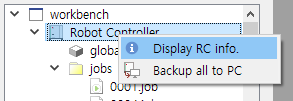 workbench
Robot Controller
Display RC info.
globa
Backup all to PC
jobs
0001.job